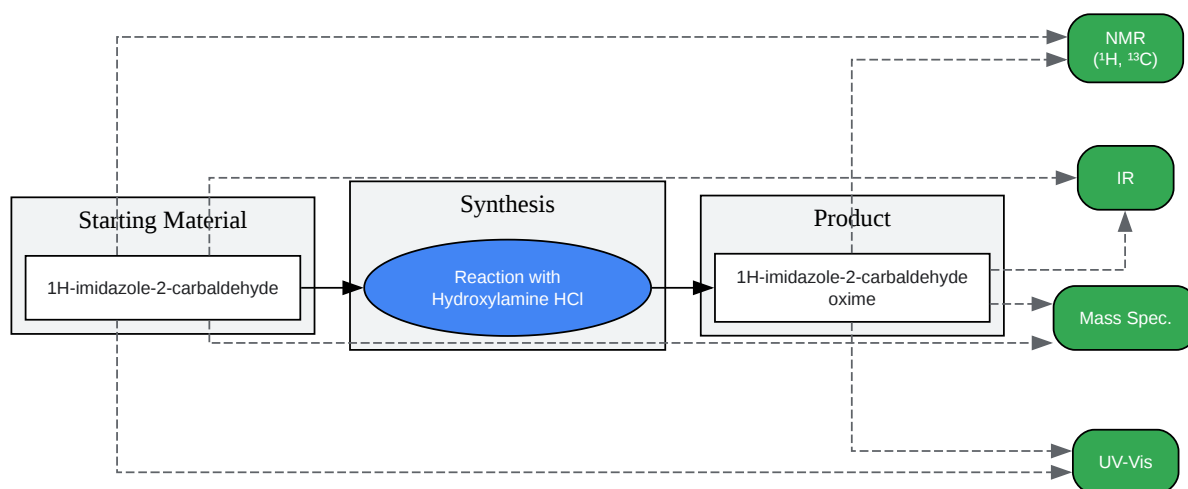 NMR
(¹H, ¹³C)
IR
Starting Material
Synthesis
Product
1H-imidazole-2-carbaldehyde
Reaction with
Hydroxylamine HCl
1H-imidazole-2-carbaldehyde
oxime
Mass Spec.
UV-Vis